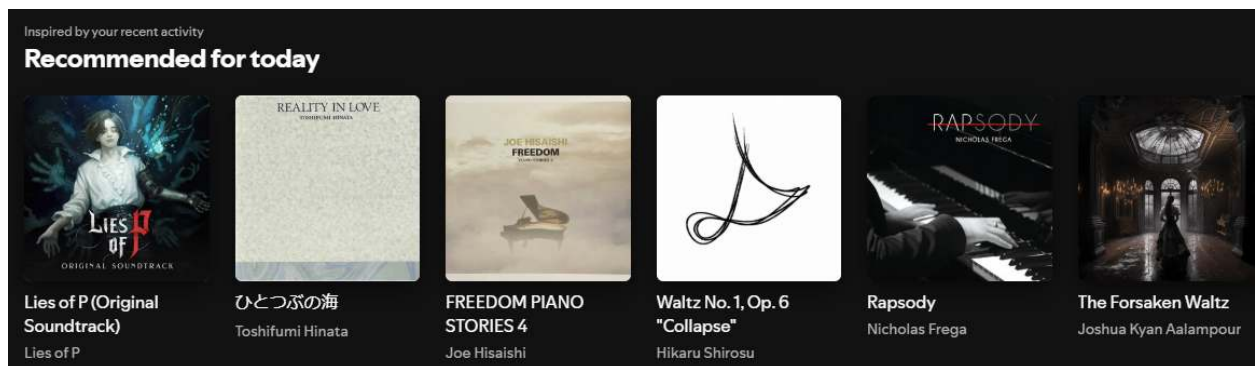 Inspired by your recent activity
Recommended for today
LIES
OF P
ORIGINAL SOUNDTRACK
Lies of P (Original
Soundtrack)
Lies of P
REALITY IN LOVE
TOSHIFUMI HINATA
ひとつぶの海
Toshifumi Hinata
JOE HISAISHI
FREEDOM
PIANO STORIES 4
FREEDOM PIANO
STORIES 4
Joe Hisaishi
Waltz No. 1, Op. 6
"Collapse"
Hikaru Shirosu
RAPSODY
NICHOLAS FREGA
Rapsody
Nicholas Frega
The Forsaken Waltz
Joshua Kyan Aalampour